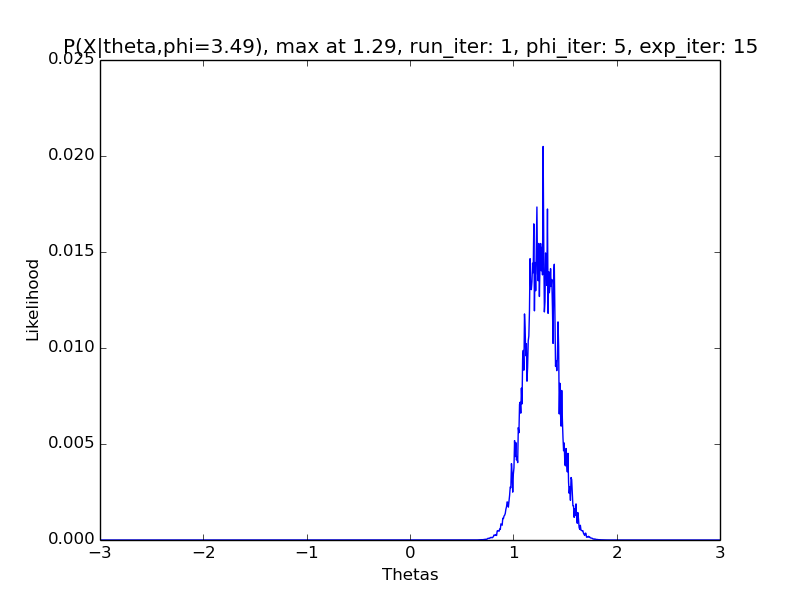 P(X|theta,phi=3.49), max at 1.29, run_iter: 1, phi_iter: 5, exp_iter: 15
0.025
0.020
0.015
0.010
0.005
0.000
Likelihood
−3 −2 −1 0 1 2 3
Thetas